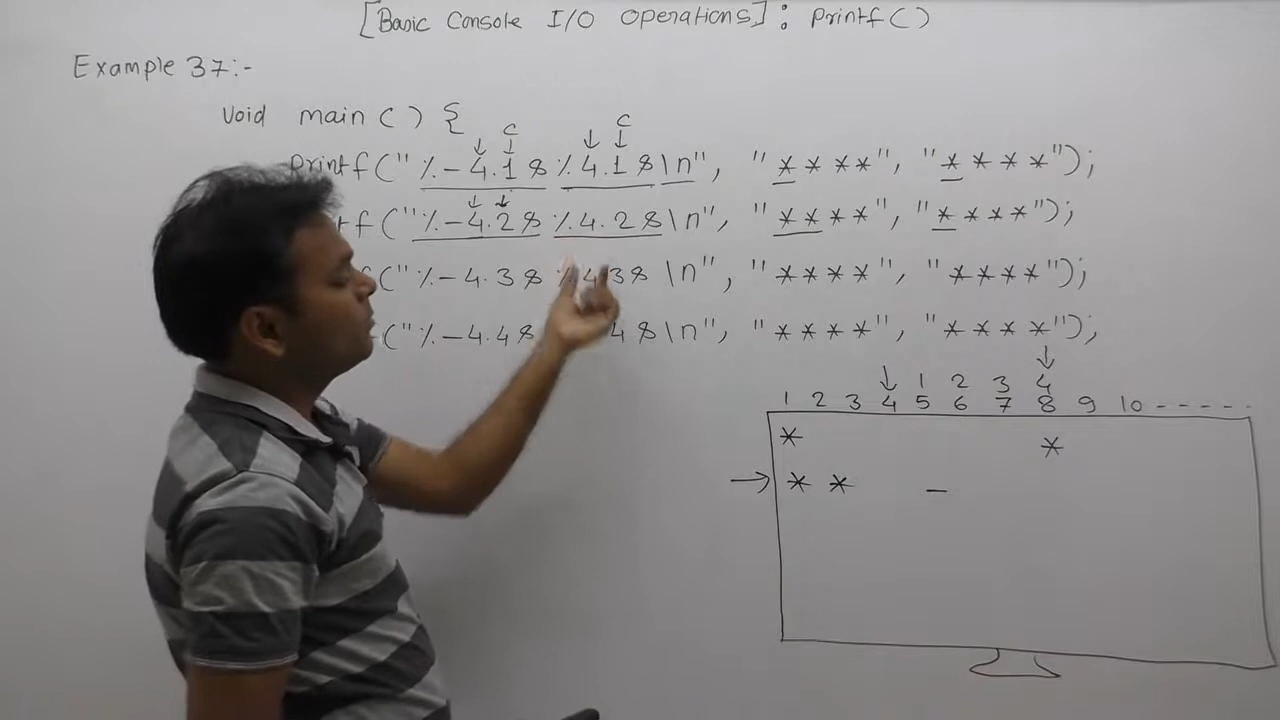 [Basic Console I/O Operations] : Printf()
Example 37:-
Void main() {
C C
Printf("%-4.1s %4.1s\n", "****", "****");
f("%-4.2s %4.2s\n", "****", "****");
f("%-4.3s %4.3s\n", "****", "****");
("%-4.4s 4s\n", "****", "****");
1 2 3 4
1 2 3 4 5 6 7 8 9 10 - - - - -
* *
* * -